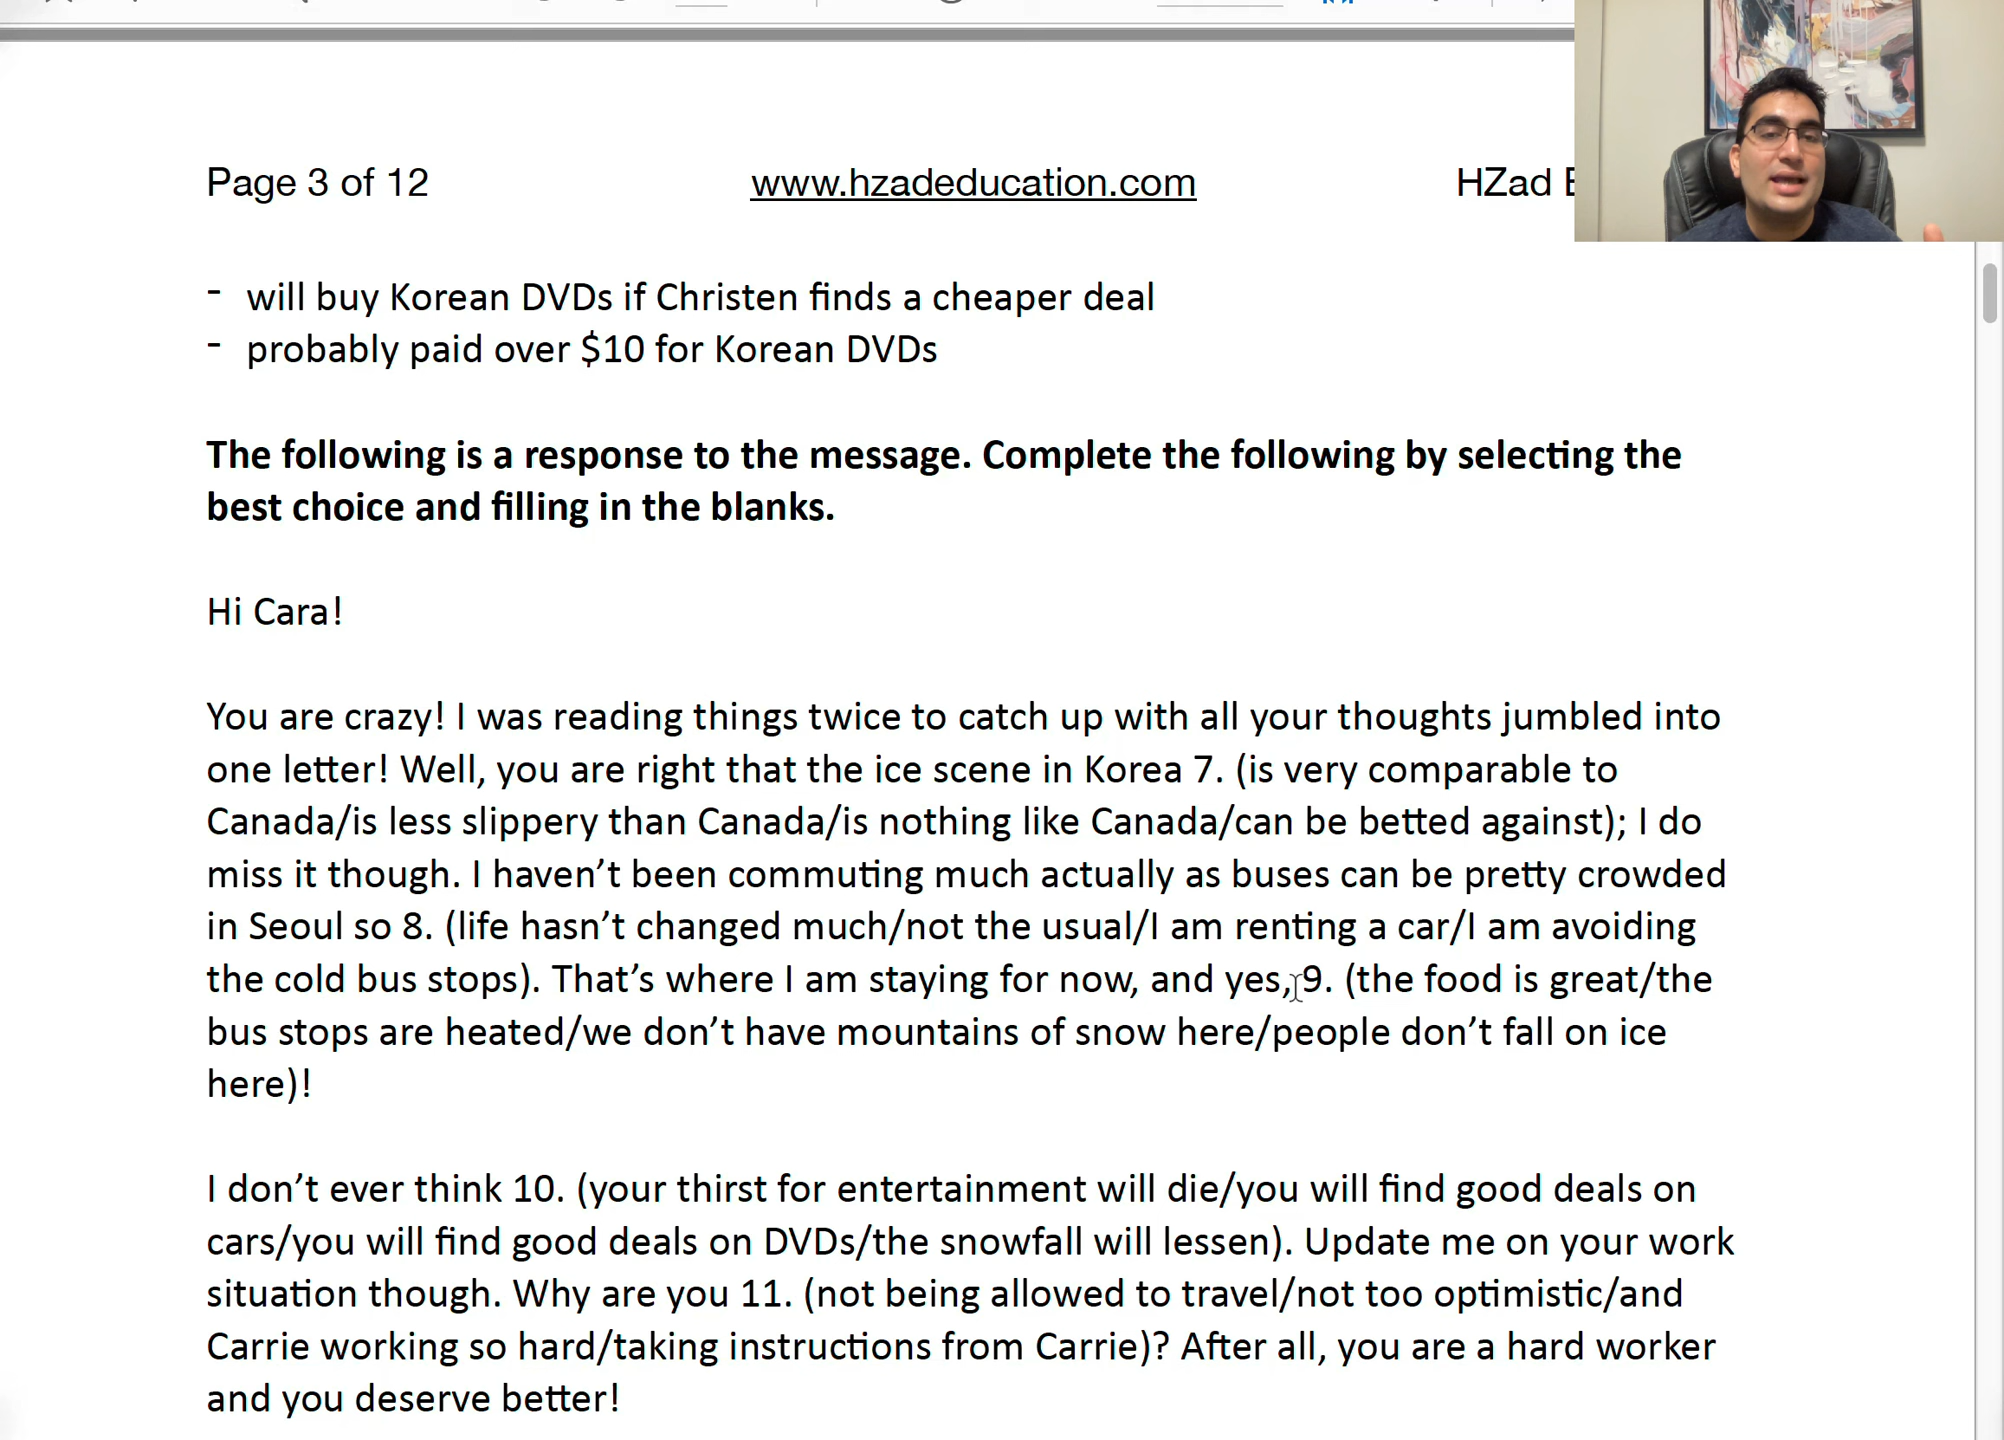 Page 3 of 12 www.hzadeducation.com HZad
- will buy Korean DVDs if Christen finds a cheaper deal
- probably paid over $10 for Korean DVDs
The following is a response to the message. Complete the following by selecting the
best choice and filling in the blanks.
Hi Cara!
You are crazy! I was reading things twice to catch up with all your thoughts jumbled into
one letter! Well, you are right that the ice scene in Korea 7. (is very comparable to
Canada/is less slippery than Canada/is nothing like Canada/can be betted against); I do
miss it though. I haven’t been commuting much actually as buses can be pretty crowded
in Seoul so 8. (life hasn’t changed much/not the usual/I am renting a car/I am avoiding
the cold bus stops). That’s where I am staying for now, and yes, 9. (the food is great/the
bus stops are heated/we don’t have mountains of snow here/people don’t fall on ice
here)!
I don’t ever think 10. (your thirst for entertainment will die/you will find good deals on
cars/you will find good deals on DVDs/the snowfall will lessen). Update me on your work
situation though. Why are you 11. (not being allowed to travel/not too optimistic/and
Carrie working so hard/taking instructions from Carrie)? After all, you are a hard worker
and you deserve better!